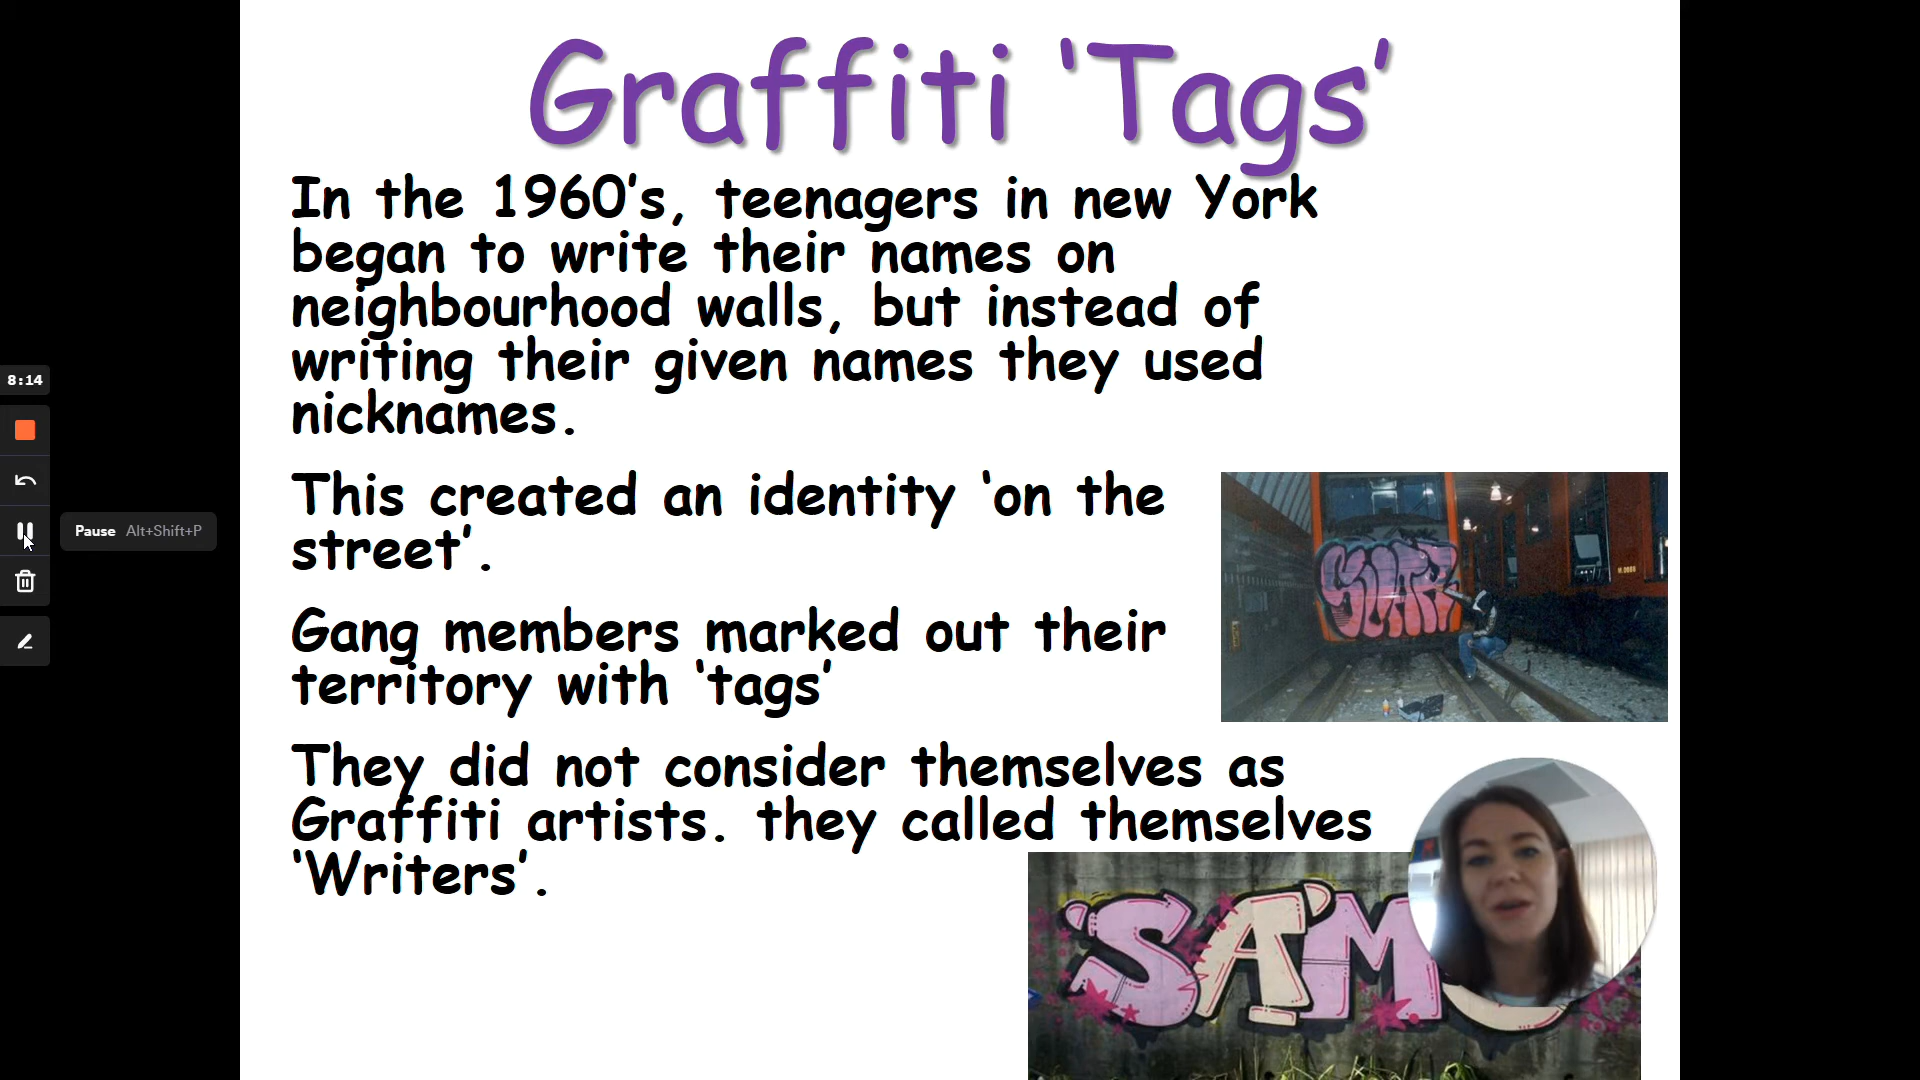 Graffiti ‘Tags’
In the 1960’s, teenagers in new York
began to write their names on
neighbourhood walls, but instead of
writing their given names they used
nicknames.
This created an identity ‘on the
street’.
Gang members marked out their
territory with ‘tags’
They did not consider themselves as
Graffiti artists. they called themselves
‘Writers’.
8:14
Pause Alt+Shift+P